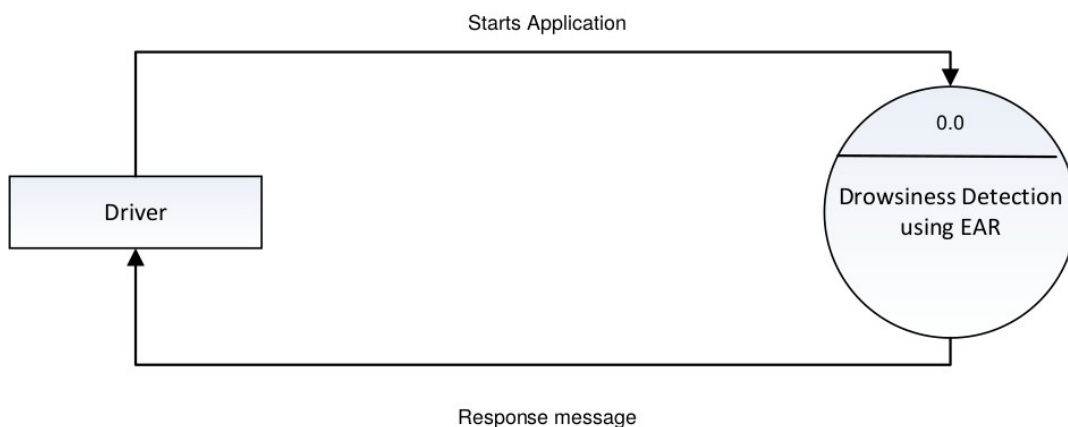 Starts Application
0.0
Driver
Drowsiness Detection
using EAR
Response message